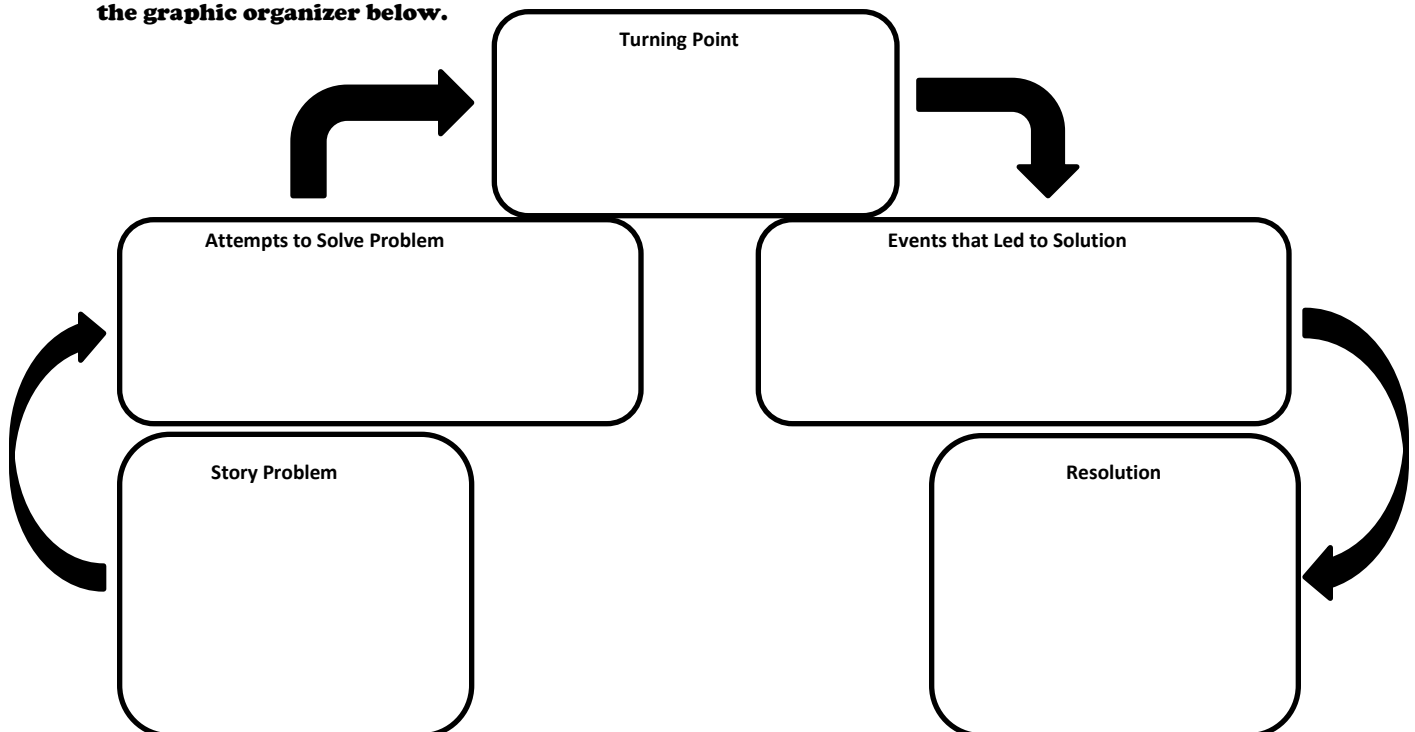 the graphic organizer below.
Turning Point
Attempts to Solve Problem
Events that Led to Solution
Story Problem
Resolution